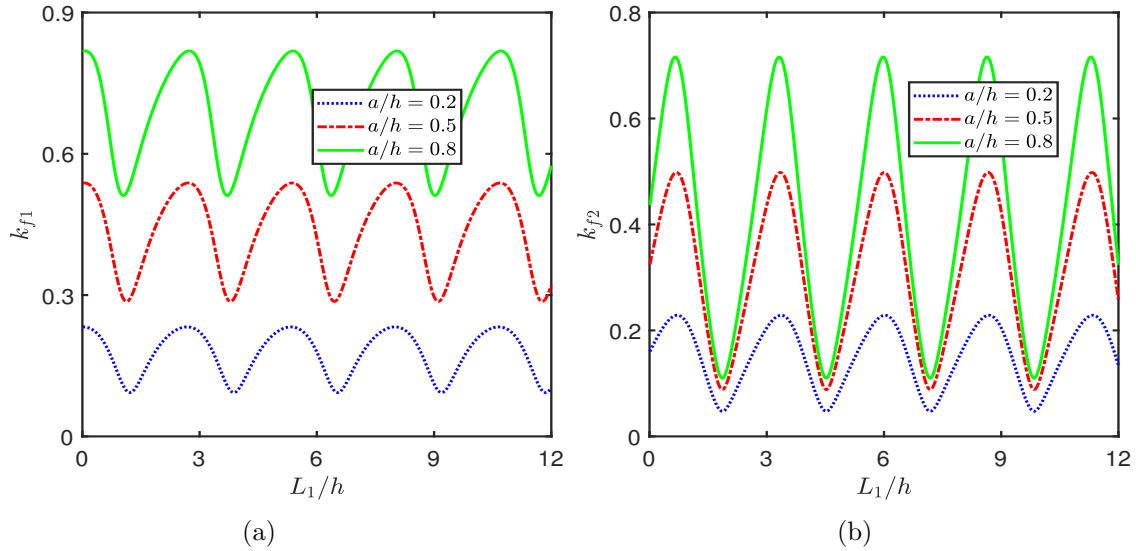 0.9
0.6
0.3
0
k_{f1}
a/h = 0.2
a/h = 0.5
a/h = 0.8
0 3 6 9 12
L_1/h
(a)
0.8
0.6
0.4
0.2
0
k_{f2}
a/h = 0.2
a/h = 0.5
a/h = 0.8
0 3 6 9 12
L_1/h
(b)